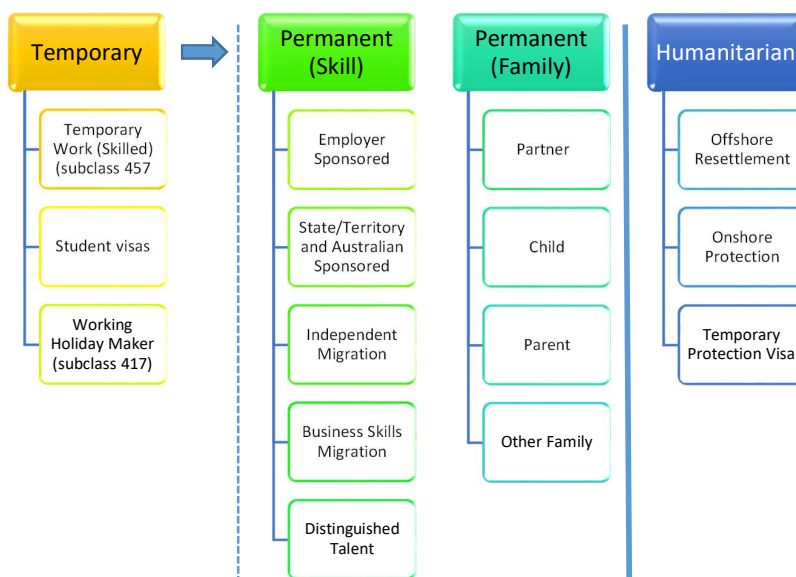 Temporary
Temporary
Work (Skilled)
(subclass 457
Student visas
Working
Holiday Maker
(subclass 417)
Permanent
(Skill)
Employer
Sponsored
State/Territory
and Australian
Sponsored
Independent
Migration
Business Skills
Migration
Distinguished
Talent
Permanent
(Family)
Partner
Child
Parent
Other Family
Humanitarian
Offshore
Resettlement
Onshore
Protection
Temporary
Protection Visa